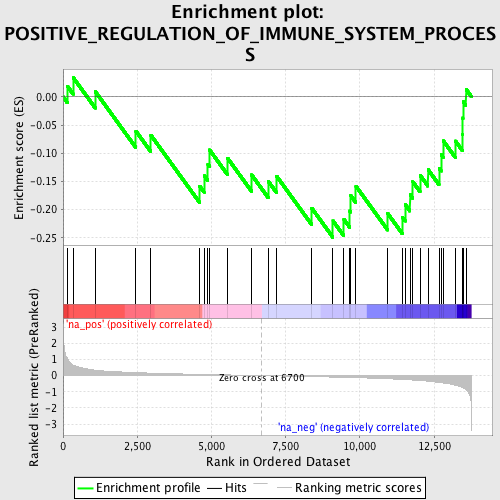 Enrichment plot:
POSITIVE_REGULATION_OF_IMMUNE_SYSTEM_PROCES
S
Enrichment score (ES)
0.00
-0.05
-0.10
-0.15
-0.20
-0.25
Ranked list metric (PreRanked)
'na_pos' (positively correlated)
3
2
1
0
-1
-2
-3
Zero cross at 6700
'na_neg' (negatively correlated)
0
2,500
5,000
7,500
10,000
12,500
Rank in Ordered Dataset
Enrichment profile
Hits
Ranking metric scores